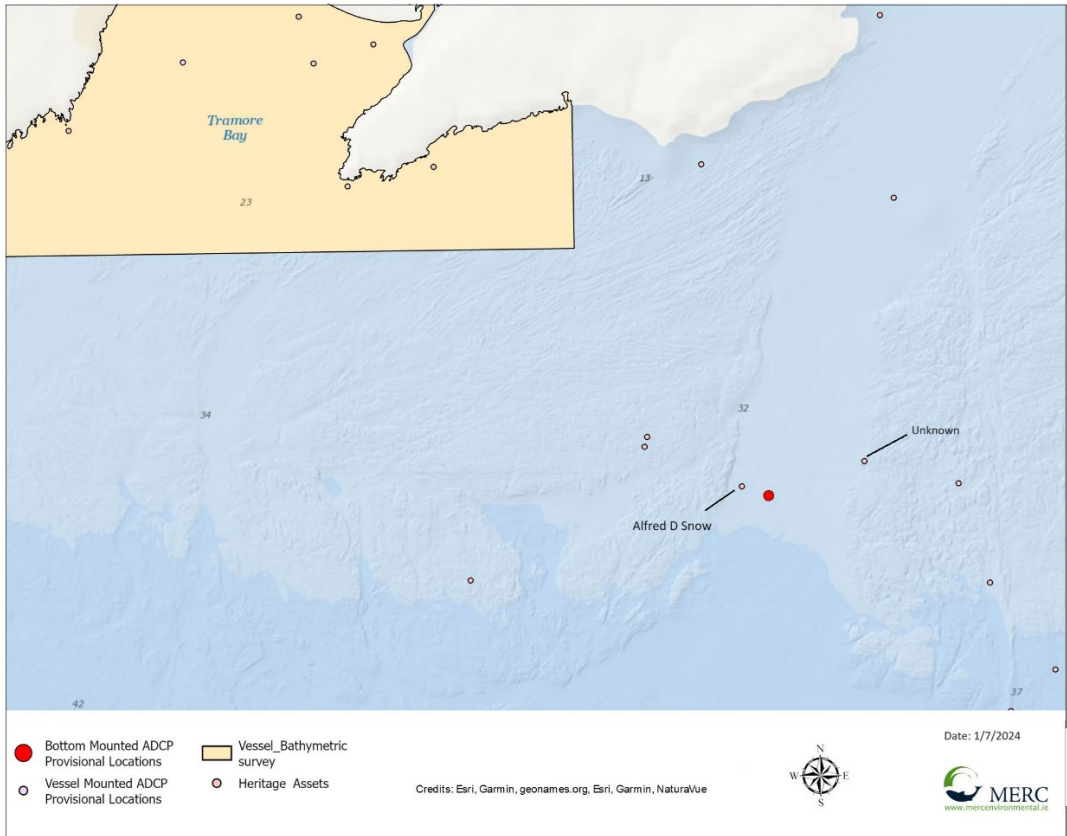 Tramore
Bay
13
23
34
32
Unknown
Alfred D Snow
42
37
Bottom Mounted ADCP
Provisional Locations
Vessel Mounted ADCP
Provisional Locations
Vessel_Bathymetric
survey
Heritage Assets
Credits: Esri, Garmin, geonames.org, Esri, Garmin, NaturaVue
N
W E
S
Date: 1/7/2024
MERC
www.mercenvironmental.ie